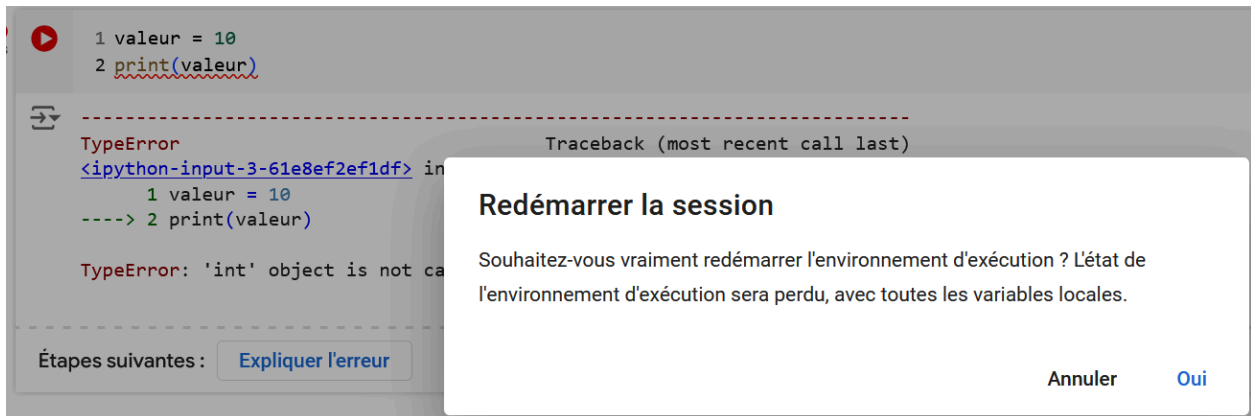 1 valeur = 10
2 print(valeur)
--------------------------------------------------------------------------
TypeError Traceback (most recent call last)
<ipython-input-3-61e8ef2ef1df> in
1 valeur = 10
----> 2 print(valeur)
TypeError: 'int' object is not ca
Étapes suivantes : Expliquer l'erreur
Redémarrer la session
Souhaitez-vous vraiment redémarrer l'environnement d'exécution ? L'état de
l'environnement d'exécution sera perdu, avec toutes les variables locales.
Annuler Oui